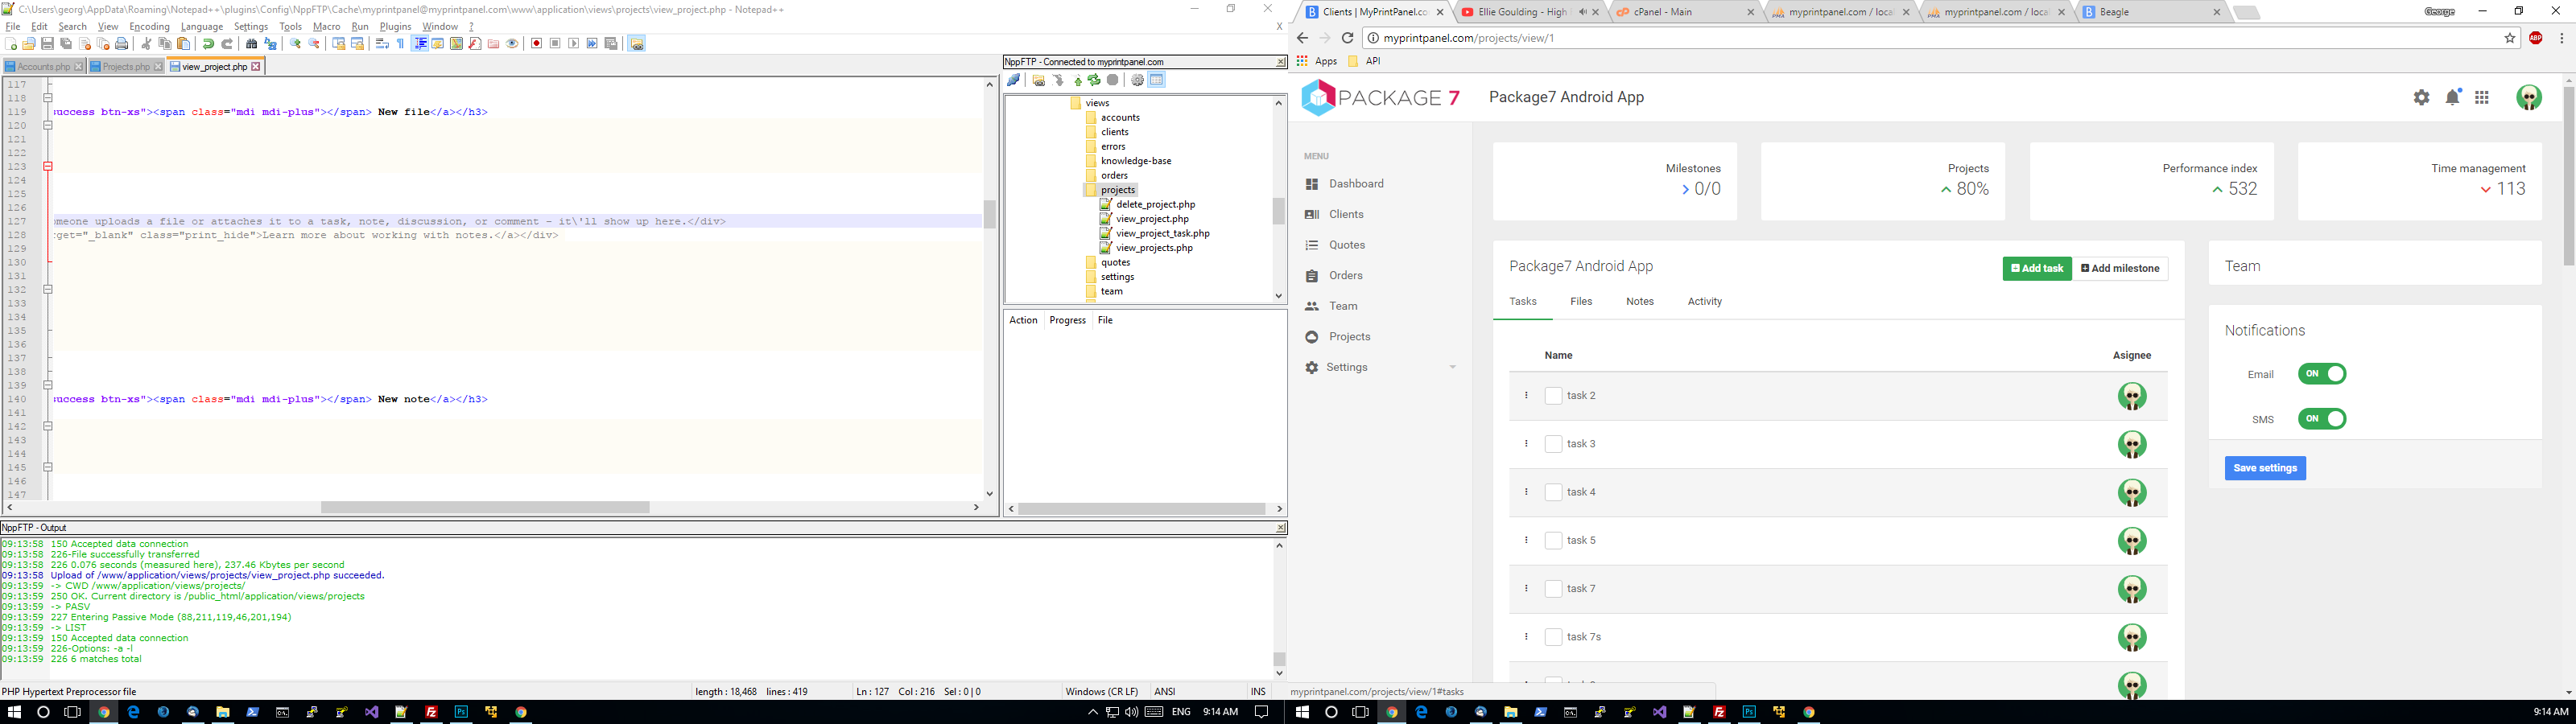 C:\Users\georg\AppData\Roaming\Notepad++\plugins\Config\NppFTP\Cache\myprintpanel@myprintpanel.com\www\application\views\projects\view_project.php - Notepad++
File Edit Search View Encoding Language Settings Tools Macro Run Plugins Window ? X
Accounts.php Projects.php view_project.php
117
118
119 uccess btn-xs"><span class="mdi mdi-plus"></span> New file</a></h3>
120
121
122
123
124
125
126
127 omeone uploads a file or attaches it to a task, note, discussion, or comment - it\'ll show up here.</div>
128 :get="_blank" class="print_hide">Learn more about working with notes.</a></div>
129
130
131
132
133
134
135
136
137
138
139
140 uccess btn-xs"><span class="mdi mdi-plus"></span> New note</a></h3>
141
142
143
144
145
146
147
NppFTP - Connected to myprintpanel.com
views
accounts
clients
errors
knowledge-base
orders
projects
delete_project.php
view_project.php
view_project_task.php
view_projects.php
quotes
settings
team
Action Progress File
NppFTP - Output
09:13:58 150 Accepted data connection
09:13:58 226-File successfully transferred
09:13:58 226 0.076 seconds (measured here), 237.46 Kbytes per second
09:13:58 Upload of /www/application/views/projects/view_project.php succeeded.
09:13:59 -> CWD /www/application/views/projects/
09:13:59 250 OK. Current directory is /public_html/application/views/projects
09:13:59 -> PASV
09:13:59 227 Entering Passive Mode (88,211,119,46,201,194)
09:13:59 -> LIST
09:13:59 150 Accepted data connection
09:13:59 226-Options: -a -l
09:13:59 226 6 matches total
PHP Hypertext Preprocessor file length : 18,468 lines : 419 Ln : 127 Col : 216 Sel : 0 | 0 Windows (CR LF) ANSI INS
ENG 9:14 AM
Clients | MyPrintPanel.co Ellie Goulding - High cPanel - Main myprintpanel.com / loca myprintpanel.com / loca Beagle George
myprintpanel.com/projects/view/1 ABP
Apps API
PACKAGE 7 Package7 Android App
MENU
Dashboard
Clients
Quotes
Orders
Team
Projects
Settings
Milestones
0/0
Projects
80%
Performance index
532
Time management
113
Package7 Android App Add task Add milestone
Tasks Files Notes Activity
Name Asignee
task 2
task 3
task 4
task 5
task 7
task 7s
Team
Notifications
Email ON
SMS ON
Save settings
myprintpanel.com/projects/view/1#tasks
9:14 AM